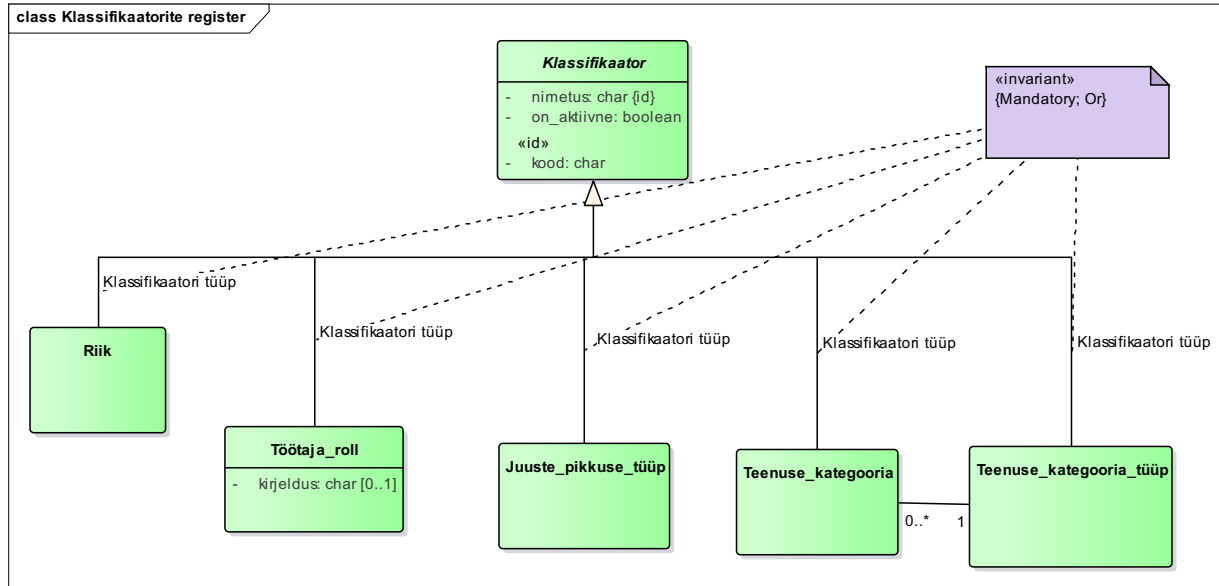 class Klassifikaatorite register
Klassifikaator
- nimetus: char {id}
- on_aktiivne: boolean
«id»
- kood: char
«invariant»
{Mandatory; Or}
Klassifikaatori tüüp
Klassifikaatori tüüp
Klassifikaatori tüüp
Klassifikaatori tüüp
Klassifikaatori tüüp
Riik
Töötaja_roll
- kirjeldus: char [0..1]
Juuste_pikkuse_tüüp
Teenuse_kategooria
Teenuse_kategooria_tüüp
0..*
1